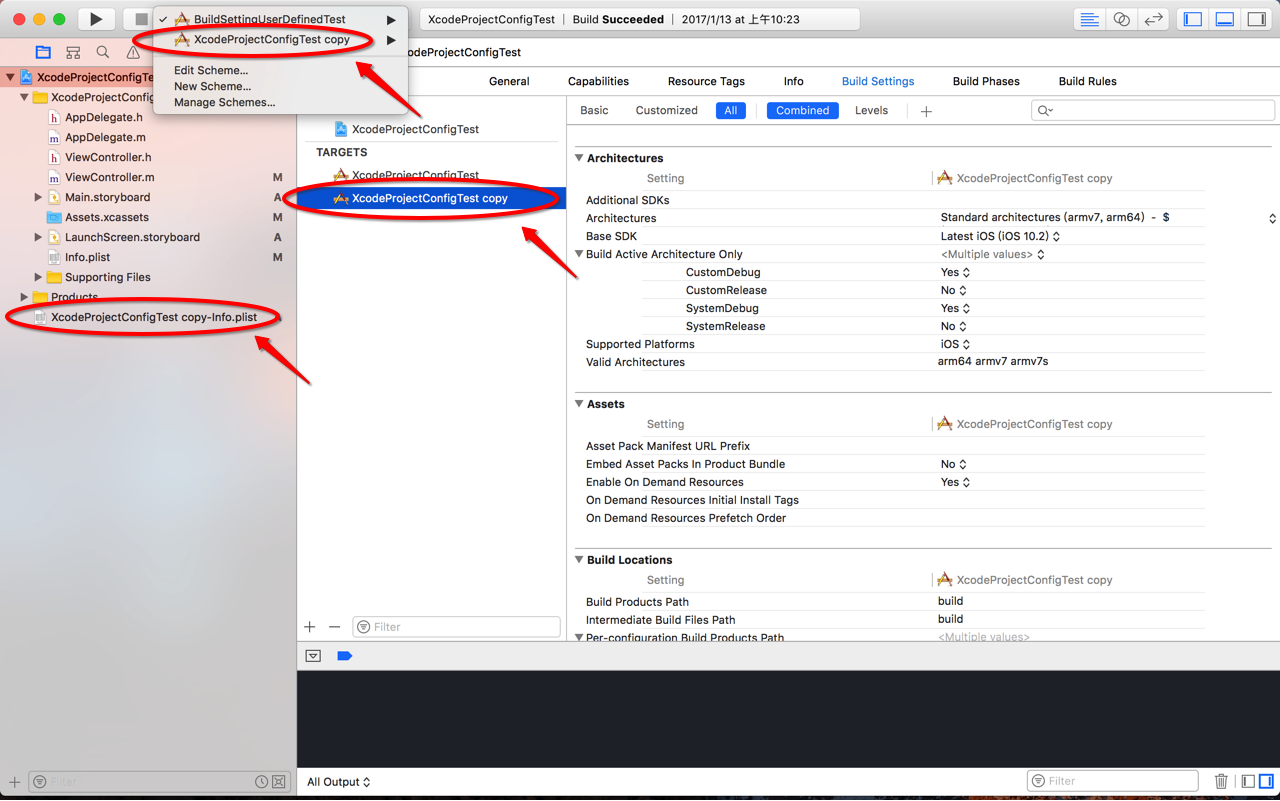 BuildSettingUserDefinedTest
XcodeProjectConfigTest copy
Edit Scheme...
New Scheme...
Manage Schemes...
XcodeProjectConfigTest | Build Succeeded | 2017/1/13 at 上午10:23
XcodeProjectConfigTe
XcodeProjectConfig
AppDelegate.h
AppDelegate.m
ViewController.h
ViewController.m M
Main.storyboard A
Assets.xcassets M
LaunchScreen.storyboard A
Info.plist M
Supporting Files
Products
XcodeProjectConfigTest copy-Info.plist
Filter
odeProjectConfigTest
General Capabilities Resource Tags Info Build Settings Build Phases Build Rules
XcodeProjectConfigTest
TARGETS
XcodeProjectConfigTest
XcodeProjectConfigTest copy
Filter
Basic Customized All Combined Levels
Architectures
Setting XcodeProjectConfigTest copy
Additional SDKs
Architectures Standard architectures (armv7, arm64) - $
Base SDK Latest iOS (iOS 10.2)
Build Active Architecture Only <Multiple values>
CustomDebug Yes
CustomRelease No
SystemDebug Yes
SystemRelease No
Supported Platforms iOS
Valid Architectures arm64 armv7 armv7s
Assets
Setting XcodeProjectConfigTest copy
Asset Pack Manifest URL Prefix
Embed Asset Packs In Product Bundle No
Enable On Demand Resources Yes
On Demand Resources Initial Install Tags
On Demand Resources Prefetch Order
Build Locations
Setting XcodeProjectConfigTest copy
Build Products Path build
Intermediate Build Files Path build
Per-configuration Build Products Path <Multiple values>
All Output
Filter